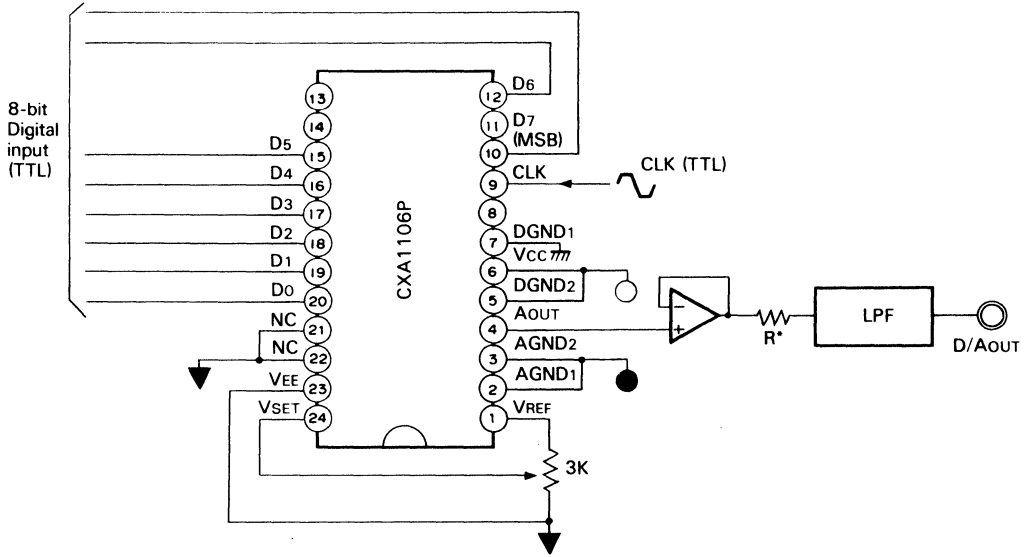 8-bit
Digital
input
(TTL)
D5
D4
D3
D2
D1
D0
NC
NC
VEE
VSET
13
14
15
16
17
18
19
20
21
22
23
24
CXA1106P
12
11
10
9
8
7
6
5
4
3
2
1
D6
D7
(MSB)
CLK
DGND1
VCC
DGND2
AOUT
AGND2
AGND1
VREF
CLK (TTL)
3K
-
+
R*
LPF
D/AOUT